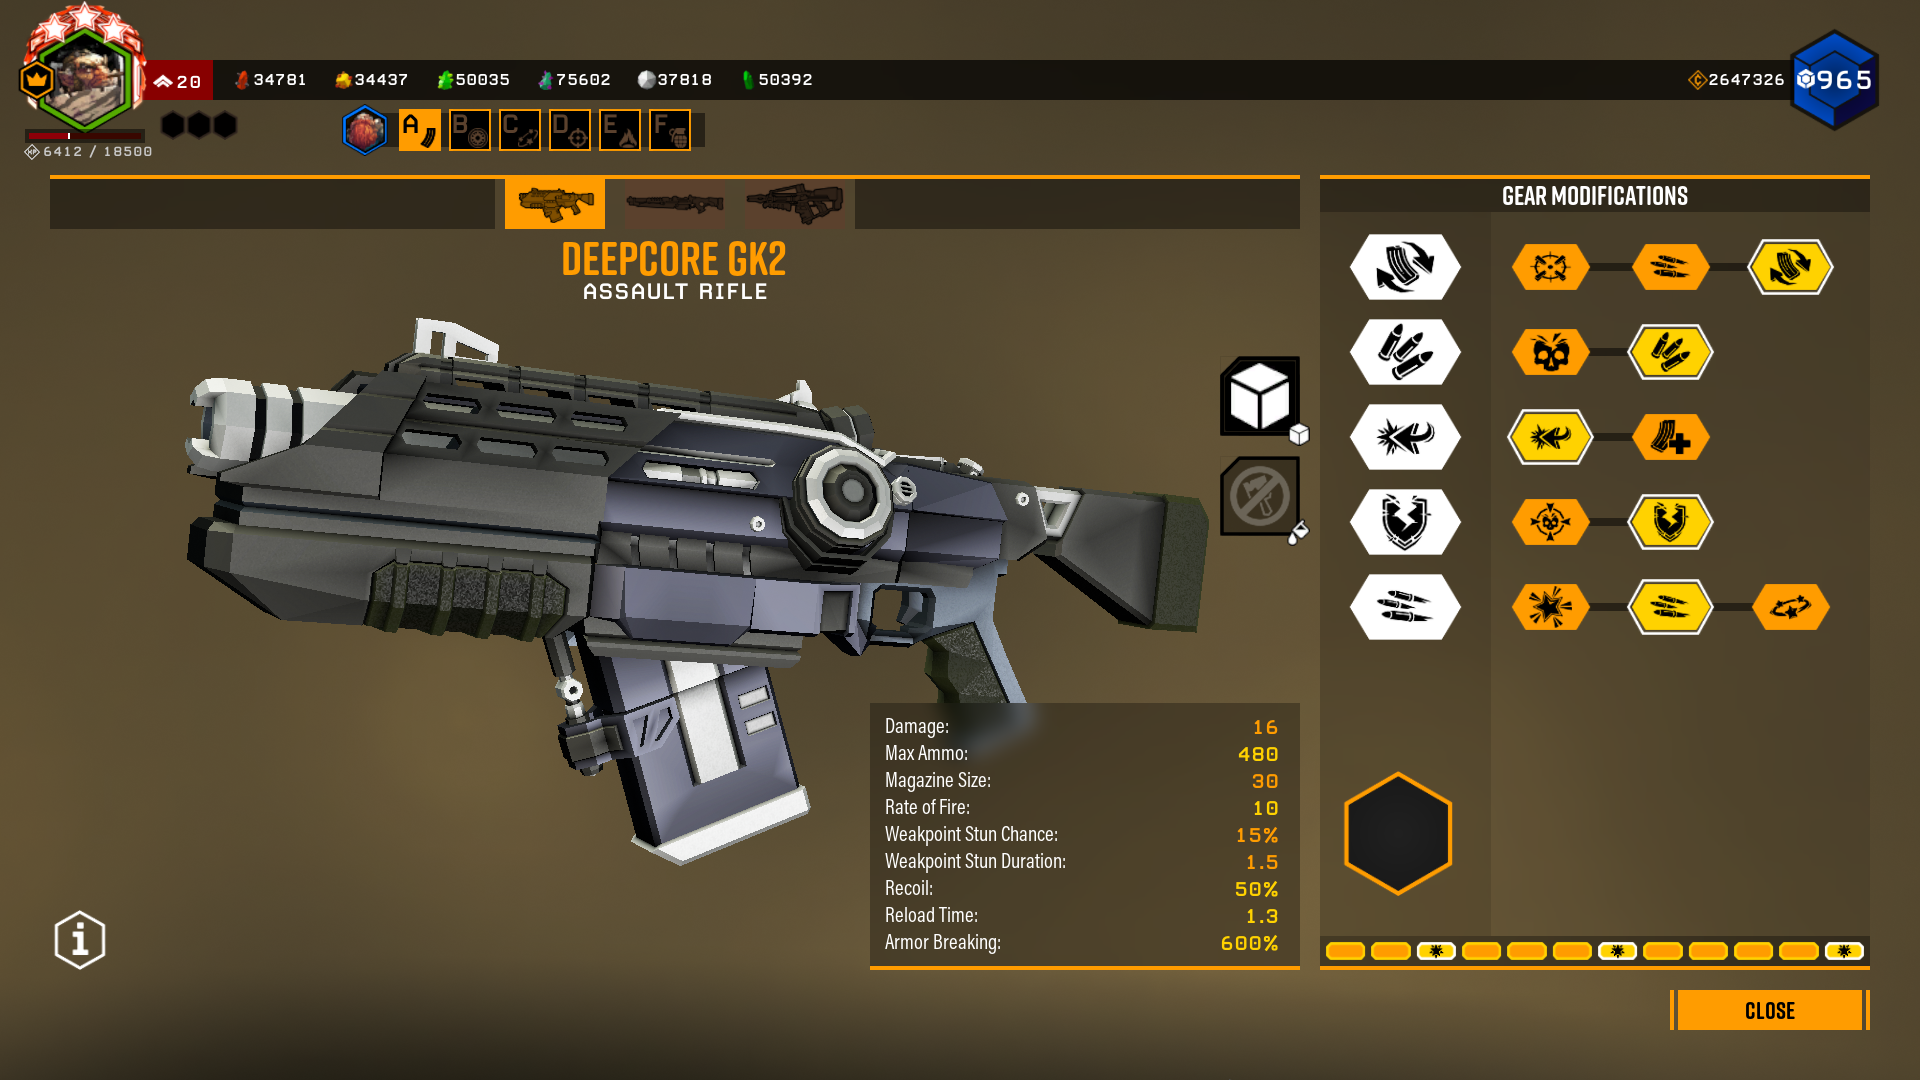 20 34781 34437 50035 75602 37818 50392 2647326 965
A B C D E F
6412 / 18500
GEAR MODIFICATIONS
DEEPCORE GK2
ASSAULT RIFLE
Damage: 16
Max Ammo: 480
Magazine Size: 30
Rate of Fire: 10
Weakpoint Stun Chance: 15%
Weakpoint Stun Duration: 1.5
Recoil: 50%
Reload Time: 1.3
Armor Breaking: 600%
CLOSE